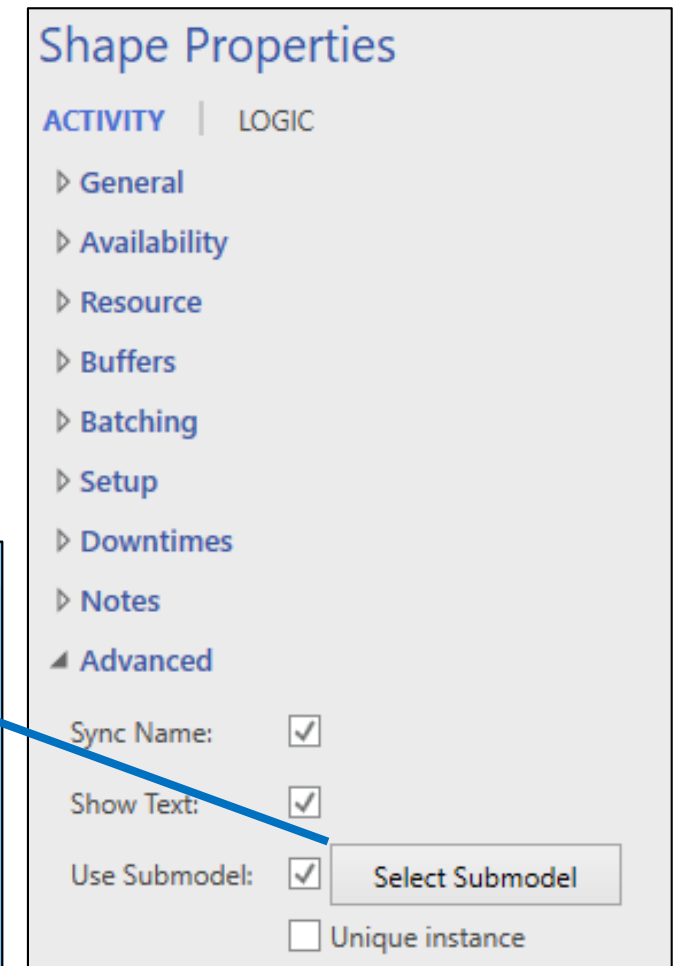 Shape Properties
ACTIVITY | LOGIC
General
Availability
Resource
Buffers
Batching
Setup
Downtimes
Notes
Advanced
Sync Name:
Show Text:
Use Submodel: Select Submodel
Unique instance